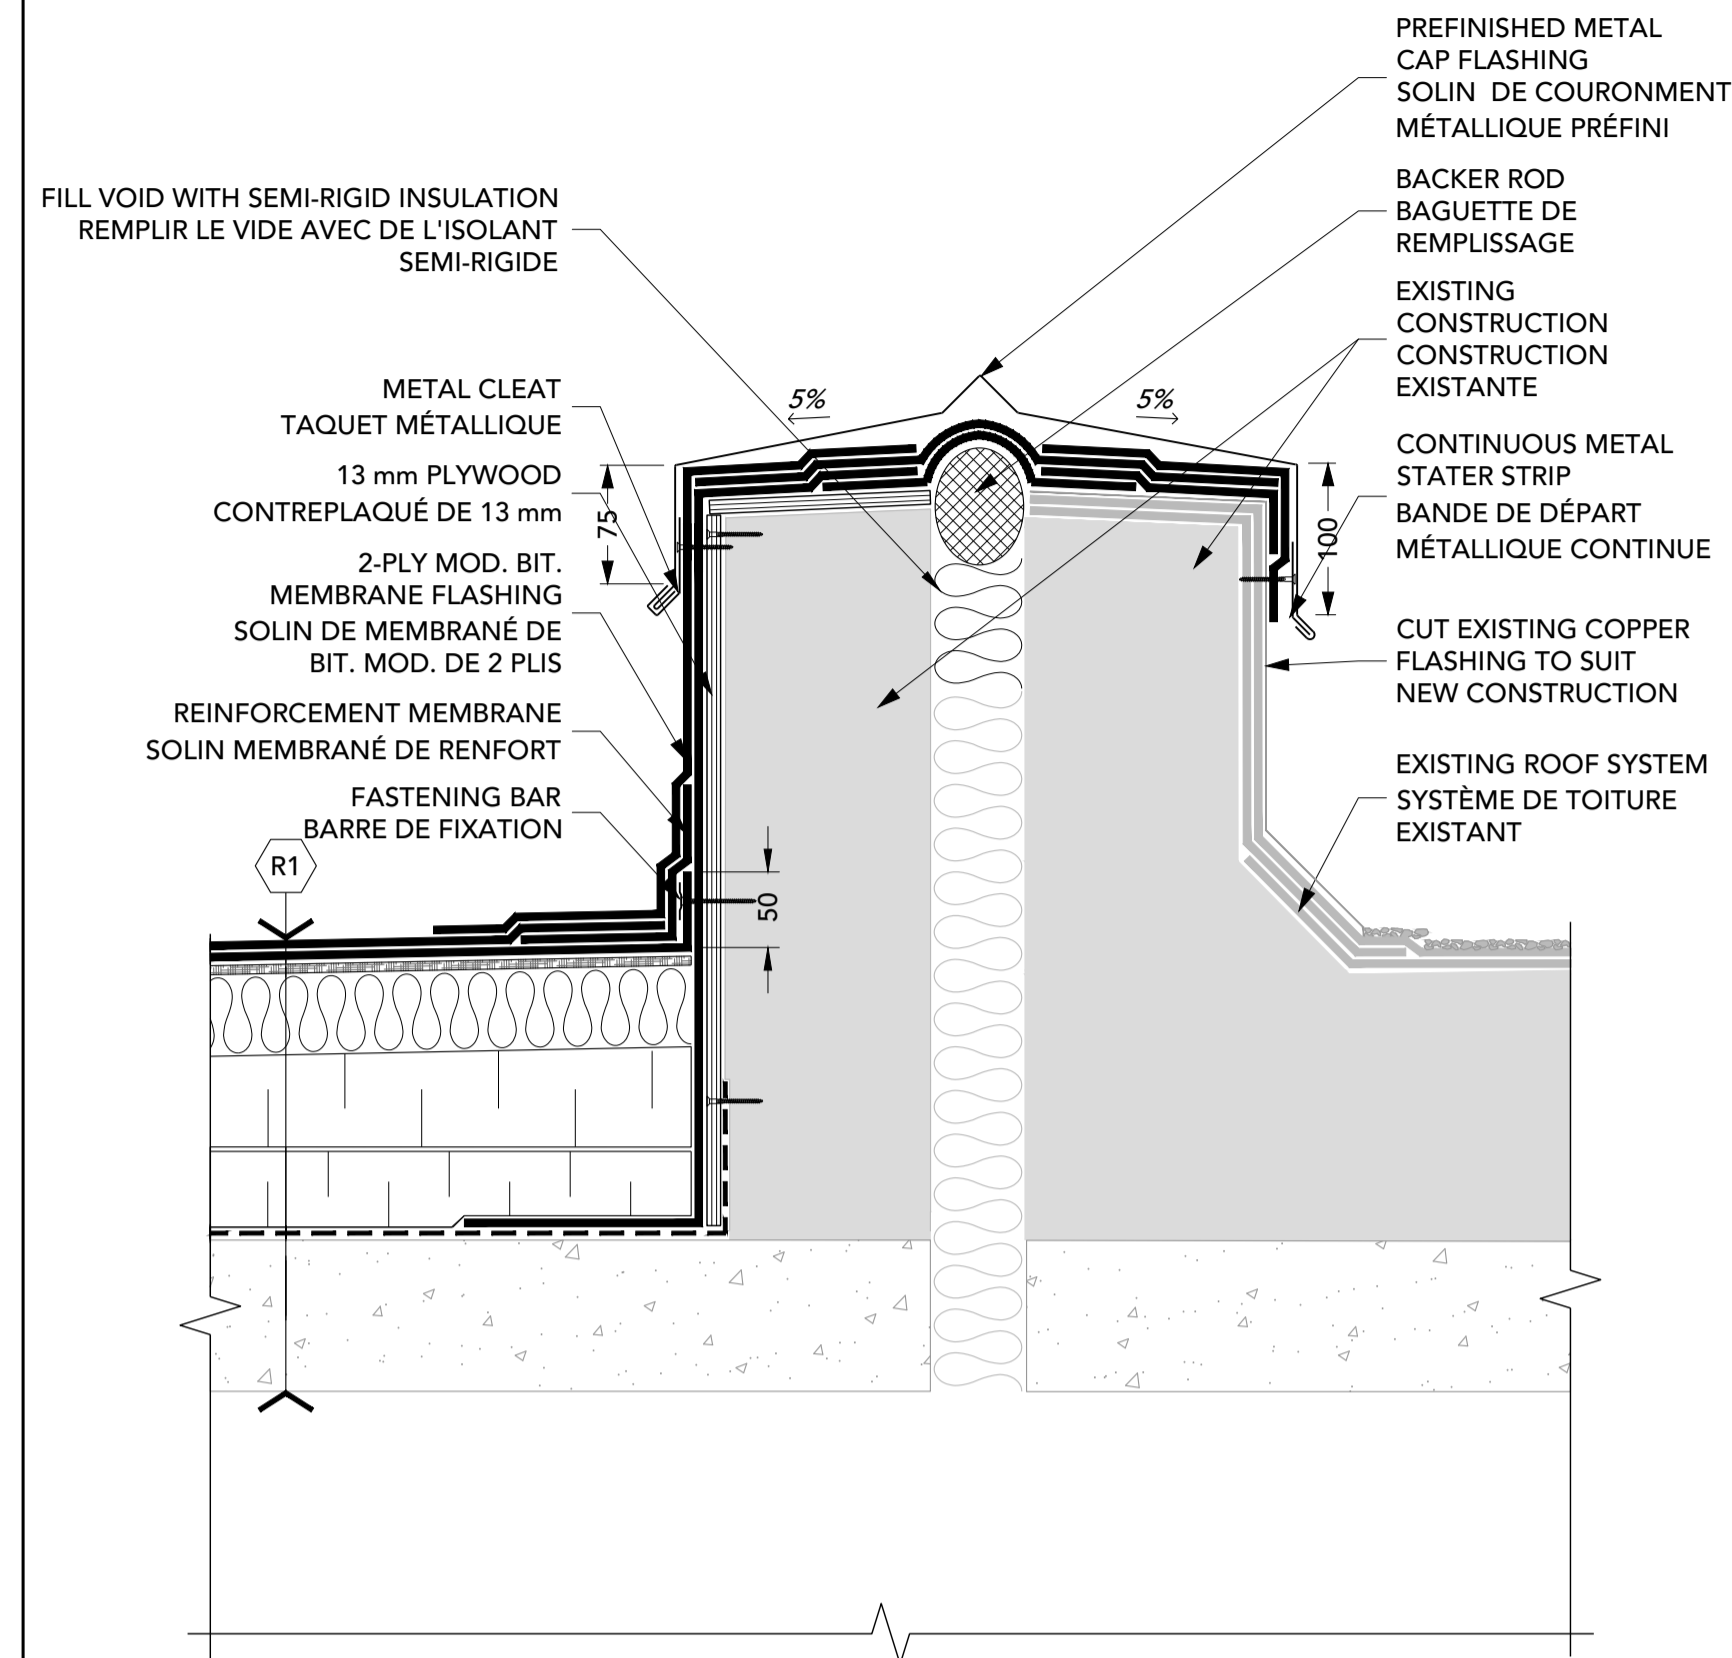 PREFINISHED METAL
CAP FLASHING
SOLIN DE COURONMENT
MÉTALLIQUE PRÉFINI
BACKER ROD
BAGUETTE DE
REMPLISSAGE
EXISTING
CONSTRUCTION
CONSTRUCTION
EXISTANTE
CONTINUOUS METAL
STATER STRIP
BANDE DE DÉPART
MÉTALLIQUE CONTINUE
CUT EXISTING COPPER
FLASHING TO SUIT
NEW CONSTRUCTION
EXISTING ROOF SYSTEM
SYSTÈME DE TOITURE
EXISTANT
FILL VOID WITH SEMI-RIGID INSULATION
REMPLIR LE VIDE AVEC DE L'ISOLANT
SEMI-RIGIDE
METAL CLEAT
TAQUET MÉTALLIQUE
13 mm PLYWOOD
CONTREPLAQUÉ DE 13 mm
2-PLY MOD. BIT.
MEMBRANE FLASHING
SOLIN DE MEMBRANÉ DE
BIT. MOD. DE 2 PLIS
REINFORCEMENT MEMBRANE
SOLIN MEMBRANÉ DE RENFORT
FASTENING BAR
BARRE DE FIXATION
R1
5%
5%
75
100
50